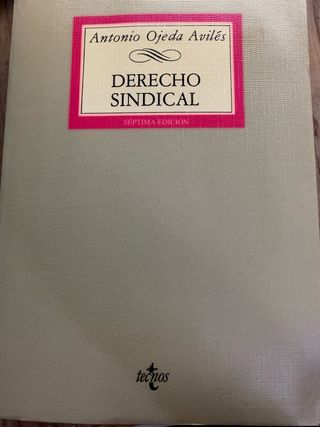 Antonio Ojeda Avilés
DERECHO
SINDICAL
SÉPTIMA EDICIÓN
tecnos